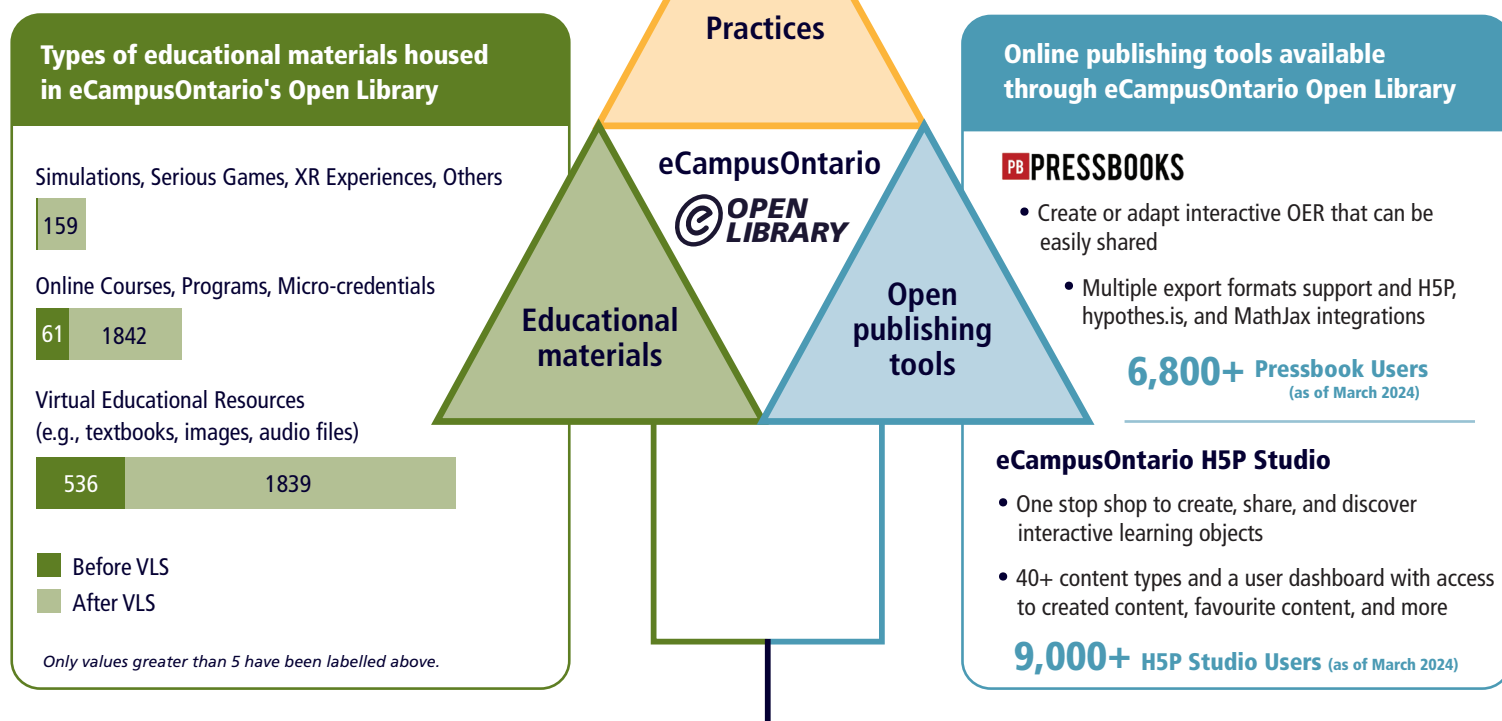 Practices
Types of educational materials housed
in eCampusOntario's Open Library
Simulations, Serious Games, XR Experiences, Others
159
Online Courses, Programs, Micro-credentials
61 1842
Virtual Educational Resources
(e.g., textbooks, images, audio files)
536 1839
Before VLS
After VLS
Only values greater than 5 have been labelled above.
eCampusOntario
e OPEN
LIBRARY
Educational
materials
Open
publishing
tools
Online publishing tools available
through eCampusOntario Open Library
PB PRESSBOOKS
• Create or adapt interactive OER that can be
easily shared
• Multiple export formats support and H5P,
hypothes.is, and MathJax integrations
6,800+ Pressbook Users
(as of March 2024)
eCampusOntario H5P Studio
• One stop shop to create, share, and discover
interactive learning objects
• 40+ content types and a user dashboard with access
to created content, favourite content, and more
9,000+ H5P Studio Users (as of March 2024)